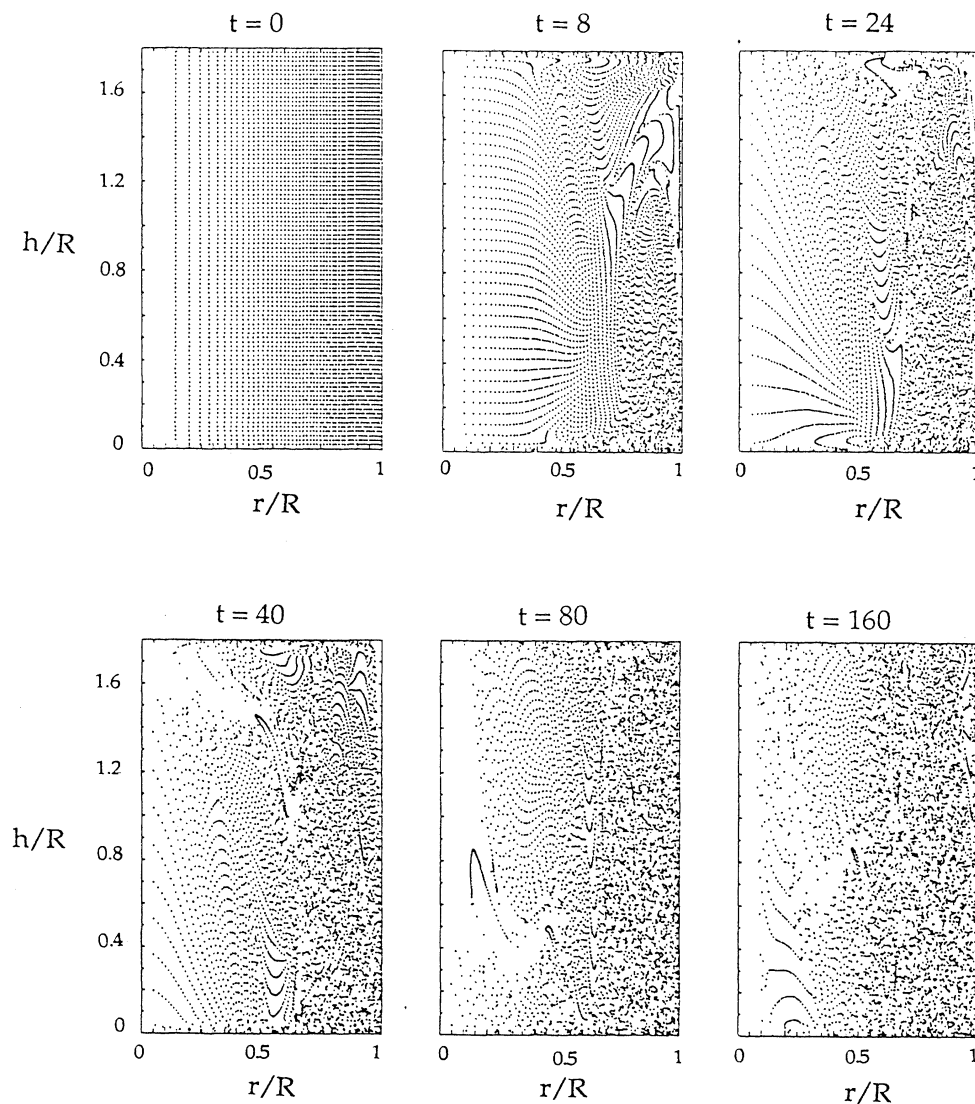 t = 0
t = 8
t = 24
1.6
1.2
h/R
0.8
0.4
0
0 0.5 1
0 0.5 1
0 0.5 1
r/R
r/R
r/R
t = 40
t = 80
t = 160
1.6
1.2
h/R
0.8
0.4
0
0 0.5 1
0 0.5 1
0 0.5 1
r/R
r/R
r/R